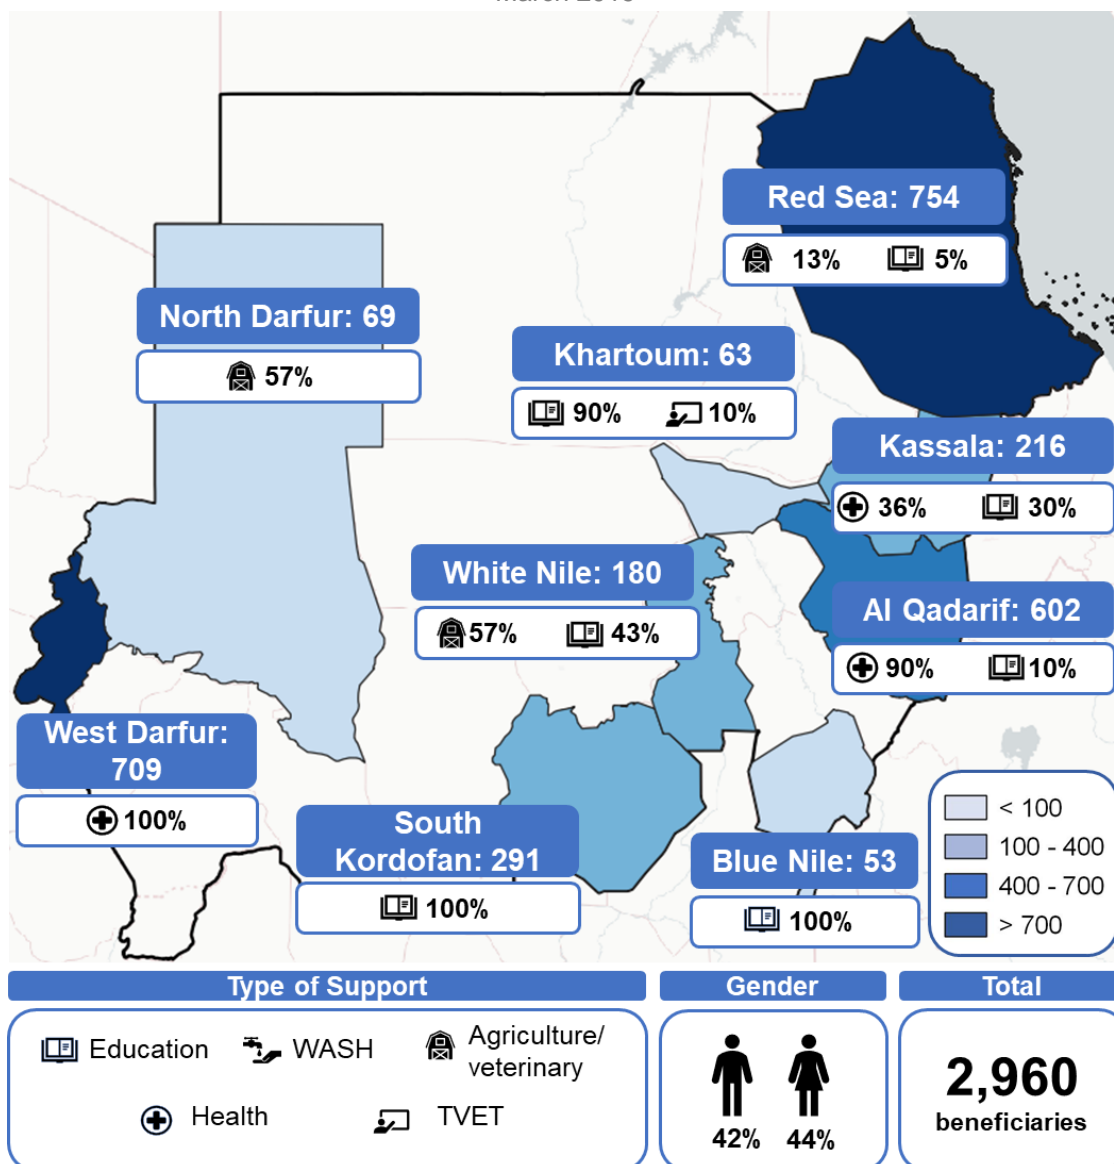 Red Sea: 754
13% 5%
North Darfur: 69
57%
Khartoum: 63
90% 10%
Kassala: 216
36% 30%
White Nile: 180
57% 43%
Al Qadarif: 602
90% 10%
West Darfur:
709
100%
South
Kordofan: 291
100%
Blue Nile: 53
100%
< 100
100 - 400
400 - 700
> 700
Type of Support
Education WASH Agriculture/
veterinary
Health TVET
Gender
42% 44%
Total
2,960
beneficiaries